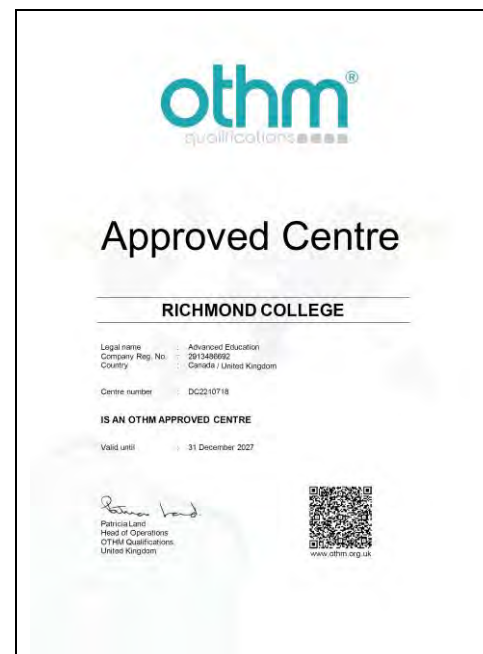 othm®
qualifications
Approved Centre
RICHMOND COLLEGE
Legal name : Advanced Education
Company Reg. No. : 2913486692
Country : Canada / United Kingdom
Centre number : DC2210718
IS AN OTHM APPROVED CENTRE
Valid until : 31 December 2027
Patricia Land
Patricia Land
Head of Operations
OTHM Qualifications
United Kingdom
www.othm.org.uk